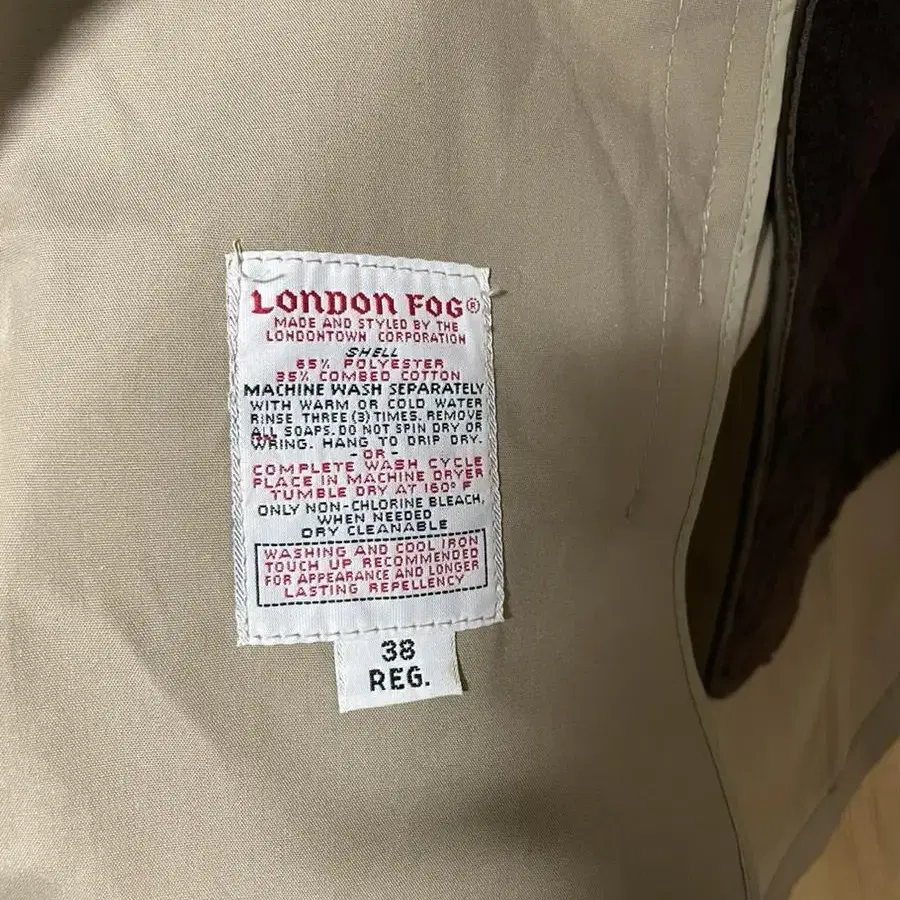 LONDON FOG®
MADE AND STYLED BY THE
LONDONTOWN CORPORATION
SHELL
65% POLYESTER
35% COMBED COTTON
MACHINE WASH SEPARATELY
WITH WARM OR COLD WATER
RINSE THREE (3) TIMES. REMOVE
ALL SOAPS. DO NOT SPIN DRY OR
WRING. HANG TO DRIP DRY.
-OR-
COMPLETE WASH CYCLE
PLACE IN MACHINE DRYER
TUMBLE DRY AT 160° F
ONLY NON-CHLORINE BLEACH,
WHEN NEEDED
DRY CLEANABLE
WASHING AND COOL IRON
TOUCH UP RECOMMENDED
FOR APPEARANCE AND LONGER
LASTING REPELLENCY
38
REG.